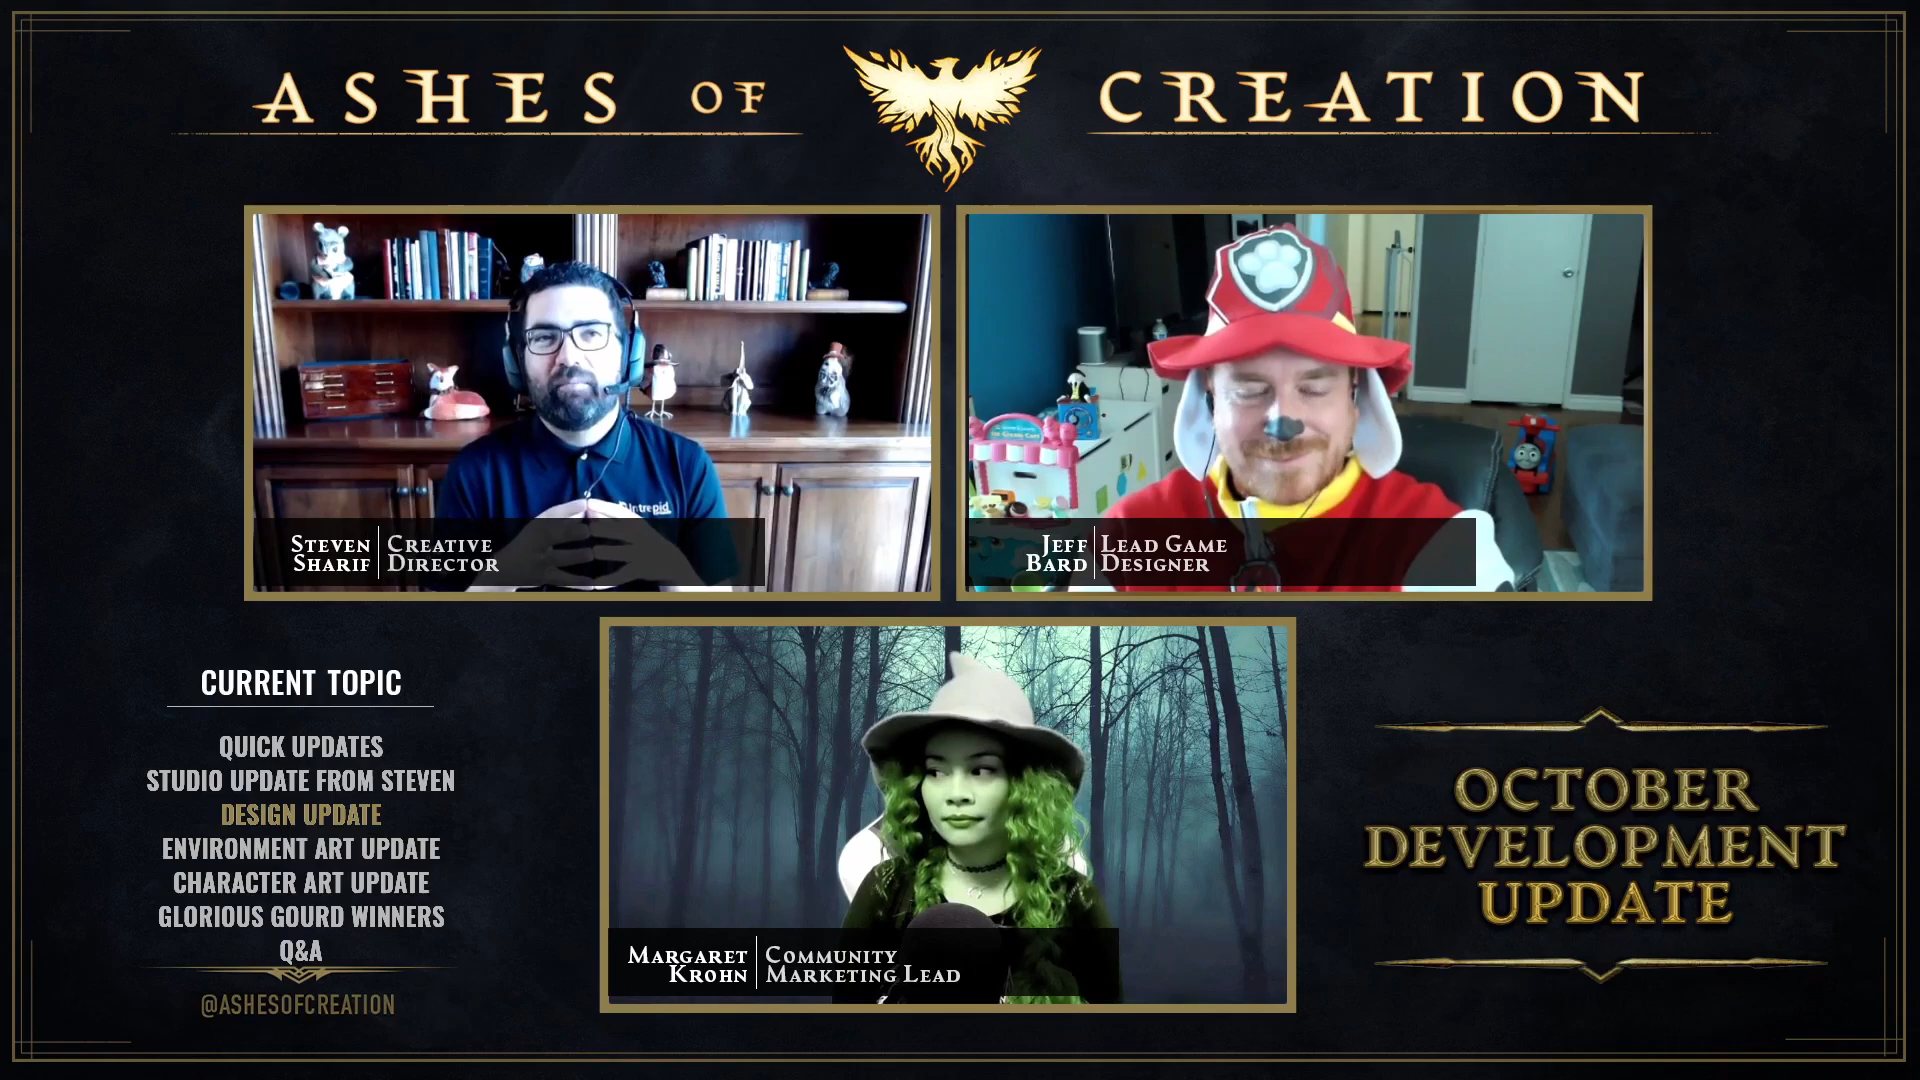 ASHES OF CREATION
Intrepid
STEVEN SHARIF
CREATIVE DIRECTOR
JEFF BARD
LEAD GAME DESIGNER
CURRENT TOPIC
QUICK UPDATES
STUDIO UPDATE FROM STEVEN
DESIGN UPDATE
ENVIRONMENT ART UPDATE
CHARACTER ART UPDATE
GLORIOUS GOURD WINNERS
Q&A
@ASHESOFCREATION
MARGARET KROHN
COMMUNITY MARKETING LEAD
OCTOBER
DEVELOPMENT
UPDATE